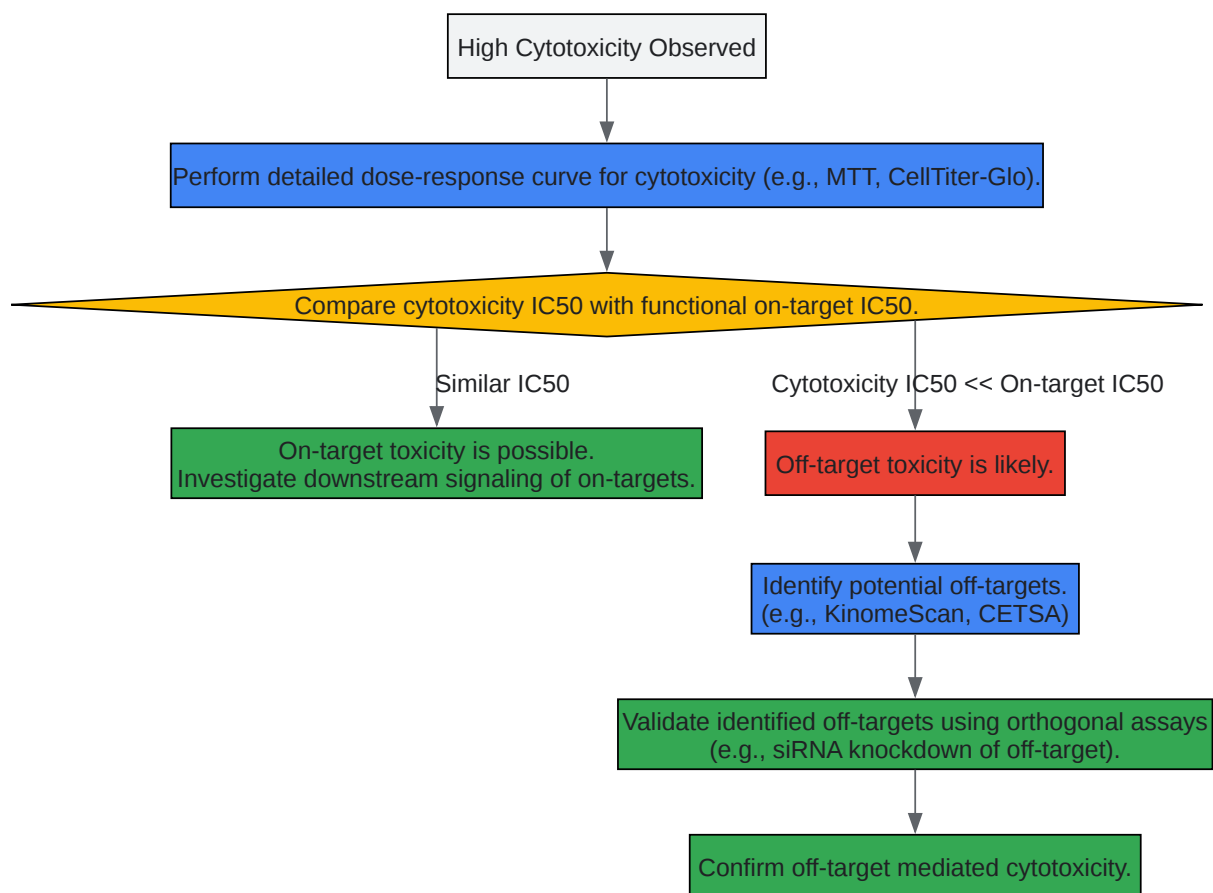 High Cytotoxicity Observed
Perform detailed dose-response curve for cytotoxicity (e.g., MTT, CellTiter-Glo).
Compare cytotoxicity IC50 with functional on-target IC50.
Similar IC50
Cytotoxicity IC50 << On-target IC50
On-target toxicity is possible.
Investigate downstream signaling of on-targets.
Off-target toxicity is likely.
Identify potential off-targets.
(e.g., KinomeScan, CETSA)
Validate identified off-targets using orthogonal assays
(e.g., siRNA knockdown of off-target).
Confirm off-target mediated cytotoxicity.